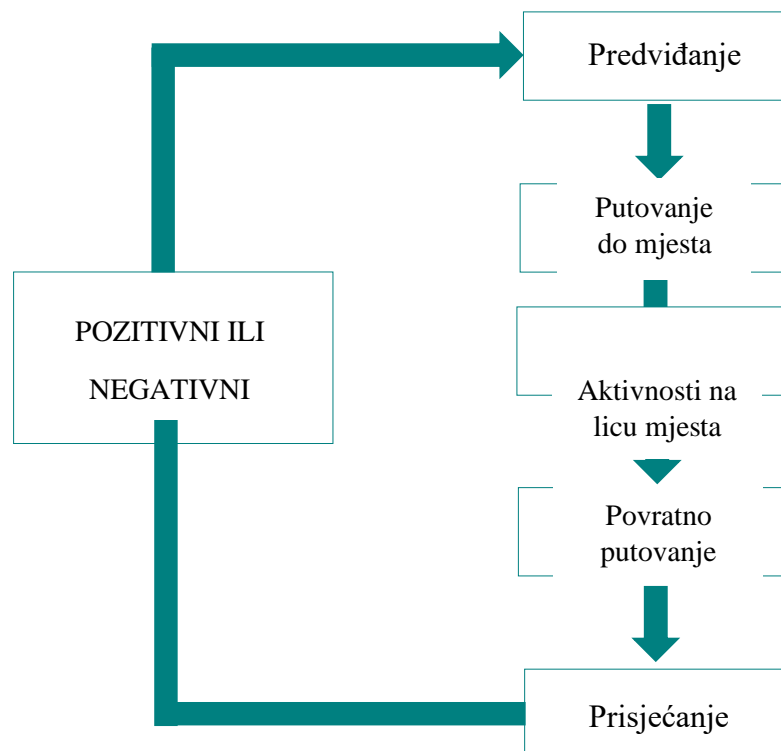 Predviđanje
Putovanje
do mjesta
POZITIVNI ILI
NEGATIVNI
Aktivnosti na
licu mjesta
Povratno
putovanje
Prisjećanje